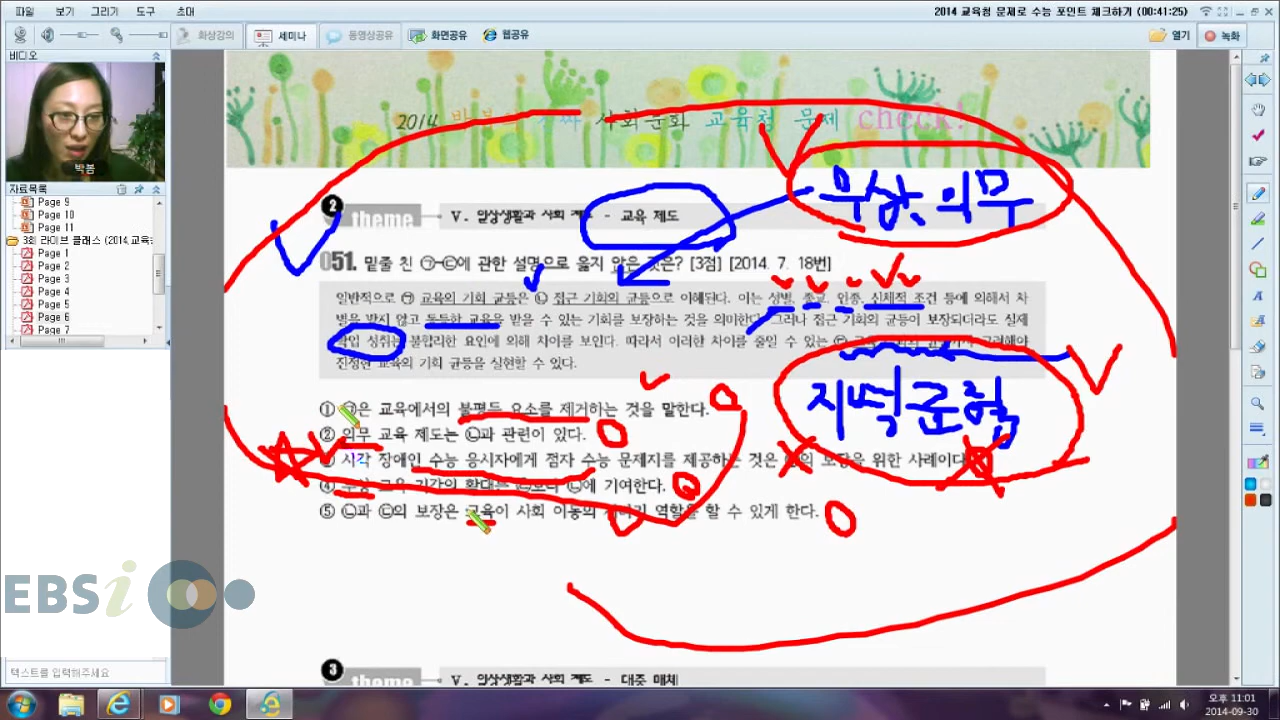 파일 보기 그리기 도구 초대
2014 교육청 문제로 수능 포인트 체크하기 (00:41:25)
화상강의 세미나 동영상공유 화면공유 웹공유
열기 녹화
비디오
박봄
자료목록
Page 9
Page 10
Page 11
3회 라이브 클래스 (2014.교육
Page 1
Page 2
Page 3
Page 4
Page 5
Page 6
Page 7
텍스트를 입력해주세요
EBSi
2014 사회문화 교육청 문제 check!
무상, 의무
2 theme V. 일상생활과 사회 제도 - 교육 제도
051. 밑줄 친 ㉠~㉢에 관한 설명으로 옳지 않은 것은? [3점] [2014. 7. 18번]
일반적으로 ㉠ 교육의 기회 균등은 ㉡ 접근 기회의 균등으로 이해된다. 이는 성별, 종교, 인종, 신체적 조건 등에 의해서 차
별을 받지 않고 동등한 교육을 받을 수 있는 기회를 보장하는 것을 의미한다. 그러나 접근 기회의 균등이 보장되더라도 실제
학업 성취는 불합리한 요인에 의해 차이를 보인다. 따라서 이러한 차이를 줄일 수 있는 ㉢ 고려해야
진정한 교육의 기회 균등을 실현할 수 있다.
지역균형
① ㉠은 교육에서의 불평등 요소를 제거하는 것을 말한다.
② 의무 교육 제도는 ㉡과 관련이 있다.
③ 시각 장애인 수능 응시자에게 점자 수능 문제지를 제공하는 것은 보장을 위한 사례이다.
④ 무상 교육 기간의 확대는 ㉢보다 ㉡에 기여한다.
⑤ ㉡과 ㉢의 보장은 교육이 사회 이동의 사다리 역할을 할 수 있게 한다.
3 theme V. 일상생활과 사회 제도 - 대중 매체
오후 11:01
2014-09-30